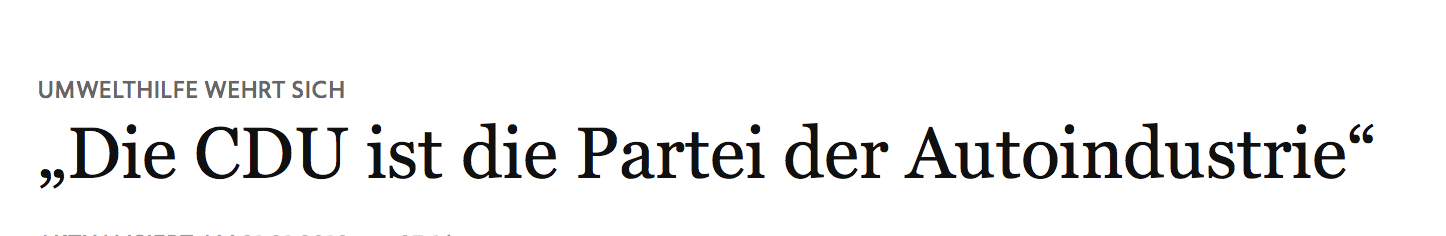 UMWELTHILFE WEHRT SICH
„Die CDU ist die Partei der Autoindustrie“